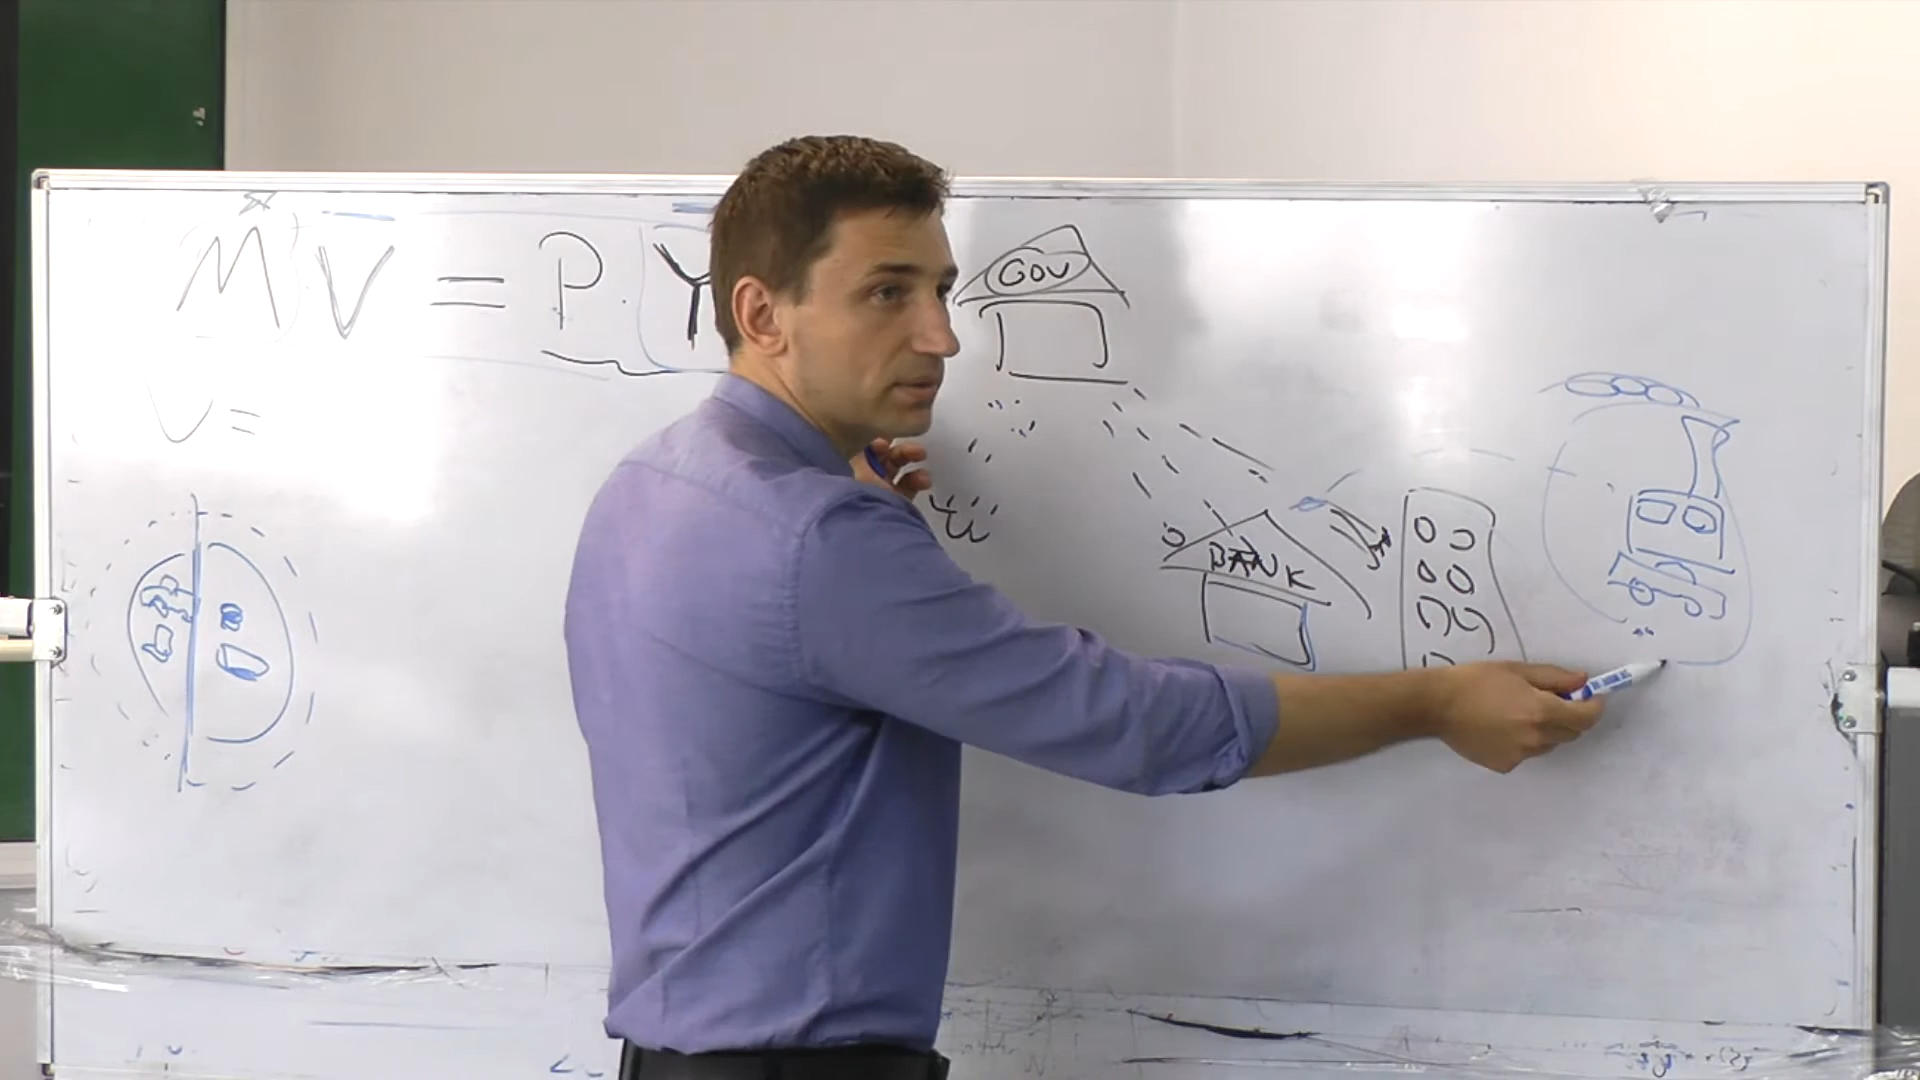 M V = P . Y
V =
GOV
BANK